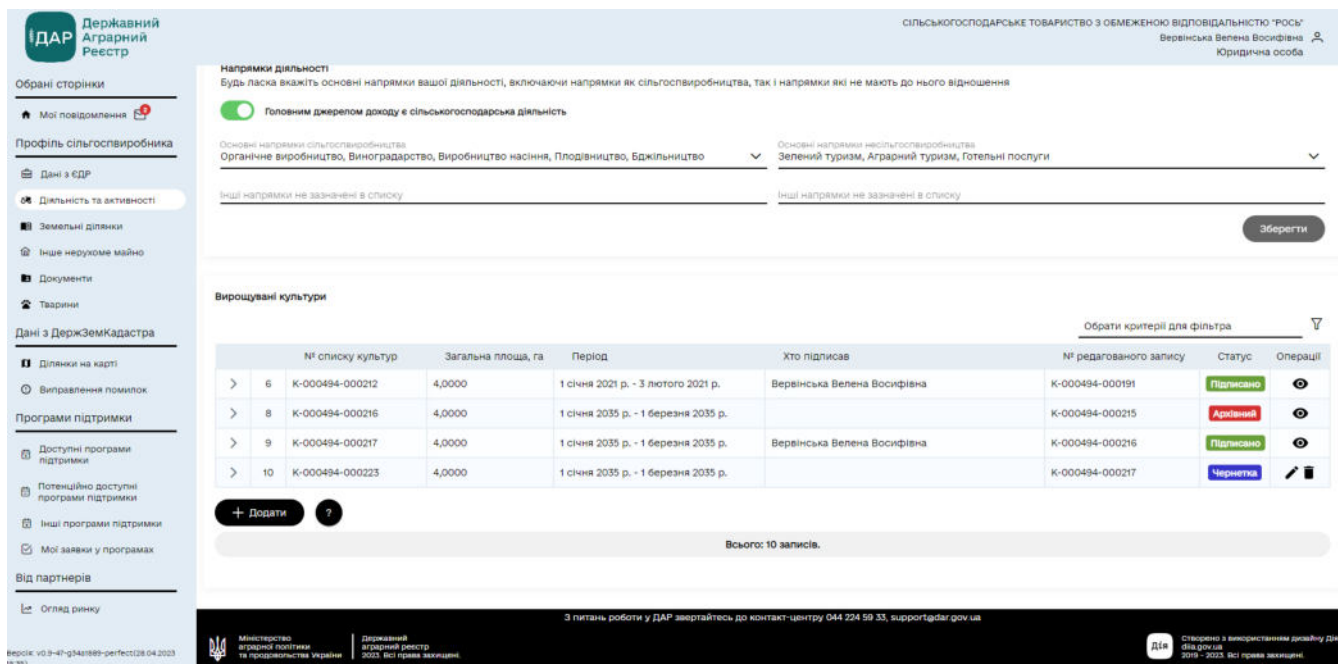 ДАР
Державний
Аграрний
Реєстр
СІЛЬСЬКОГОСПОДАРСЬКЕ ТОВАРИСТВО З ОБМЕЖЕНОЮ ВІДПОВІДАЛЬНІСТЮ "РОСЬ"
Вервінська Велена Восифівна
Юридична особа
Обрані сторінки
Мої повідомлення
Профіль сільгоспвиробника
Дані з ЄДР
Діяльність та активності
Земельні ділянки
Інше нерухоме майно
Документи
Тварини
Дані з ДержЗемКадастра
Ділянки на карті
Виправлення помилок
Програми підтримки
Доступні програми
підтримки
Потенційно доступні
програми підтримки
Інші програми підтримки
Мої заявки у програмах
Від партнерів
Огляд ринку
Версія: v0.9-47-g34a1689-perfect(28.04.2023
Напрямки діяльності
Будь ласка вкажіть основні напрямки вашої діяльності, включаючи напрямки як сільгоспвиробництва, так і напрямки які не мають до нього відношення
Головним джерелом доходу є сільськогосподарська діяльність
Основні напрямки сільгоспвиробництва
Органічне виробництво, Виноградарство, Виробництво насіння, Плодівництво, Бджільництво
Основні напрямки несільгоспвиробництва
Зелений туризм, Аграрний туризм, Готельні послуги
Інші напрямки не зазначені в списку
Інші напрямки не зазначені в списку
Зберегти
Вирощувані культури
Обрати критерії для фільтра
№ списку культур Загальна площа, га Період Хто підписав № редагованого запису Статус Операції
6 К-000494-000212 4,0000 1 січня 2021 р. - 3 лютого 2021 р. Вервінська Велена Восифівна К-000494-000191 Підписано
8 К-000494-000216 4,0000 1 січня 2035 р. - 1 березня 2035 р. К-000494-000215 Архівний
9 К-000494-000217 4,0000 1 січня 2035 р. - 1 березня 2035 р. Вервінська Велена Восифівна К-000494-000216 Підписано
10 К-000494-000223 4,0000 1 січня 2035 р. - 1 березня 2035 р. К-000494-000217 Чернетка
+ Додати ?
Всього: 10 записів.
З питань роботи у ДАР звертайтесь до контакт-центру 044 224 59 33, support@dar.gov.ua
Міністерство
аграрної політики
та продовольства України
Державний
аграрний реєстр
2023. Всі права захищені.
Дія
Створено з використанням дизайну Дія
diia.gov.ua
2019 - 2023. Всі права захищені.